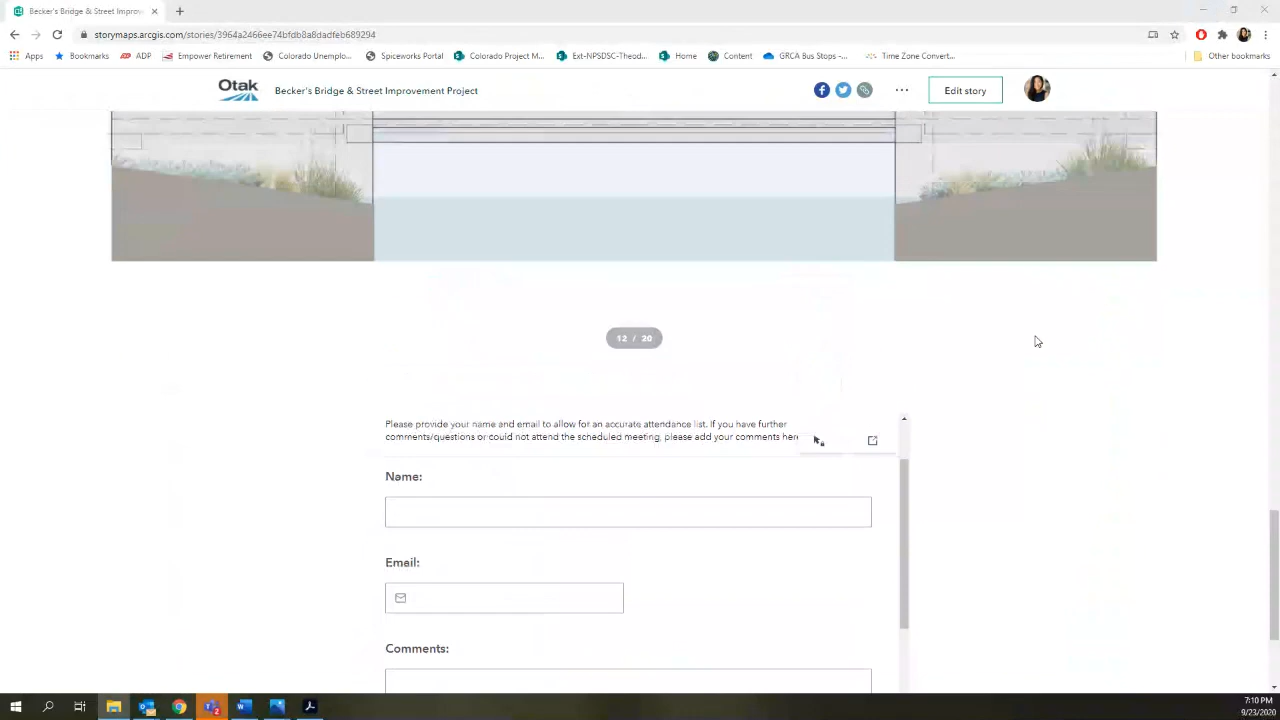 Becker's Bridge & Street Improv
storymaps.arcgis.com/stories/3964a2466ee74bfdb8a8dadfeb689294
Apps Bookmarks ADP Empower Retirement Colorado Unemplo... Spiceworks Portal Colorado Project M... Ext-NPSDSC-Theod... Home Content GRCA Bus Stops –... Time Zone Convert... Other bookmarks
Otak Becker's Bridge & Street Improvement Project ... Edit story
12 / 20
Please provide your name and email to allow for an accurate attendance list. If you have further
comments/questions or could not attend the scheduled meeting, please add your comments here
Name:
Email:
Comments:
7:10 PM
9/23/2020